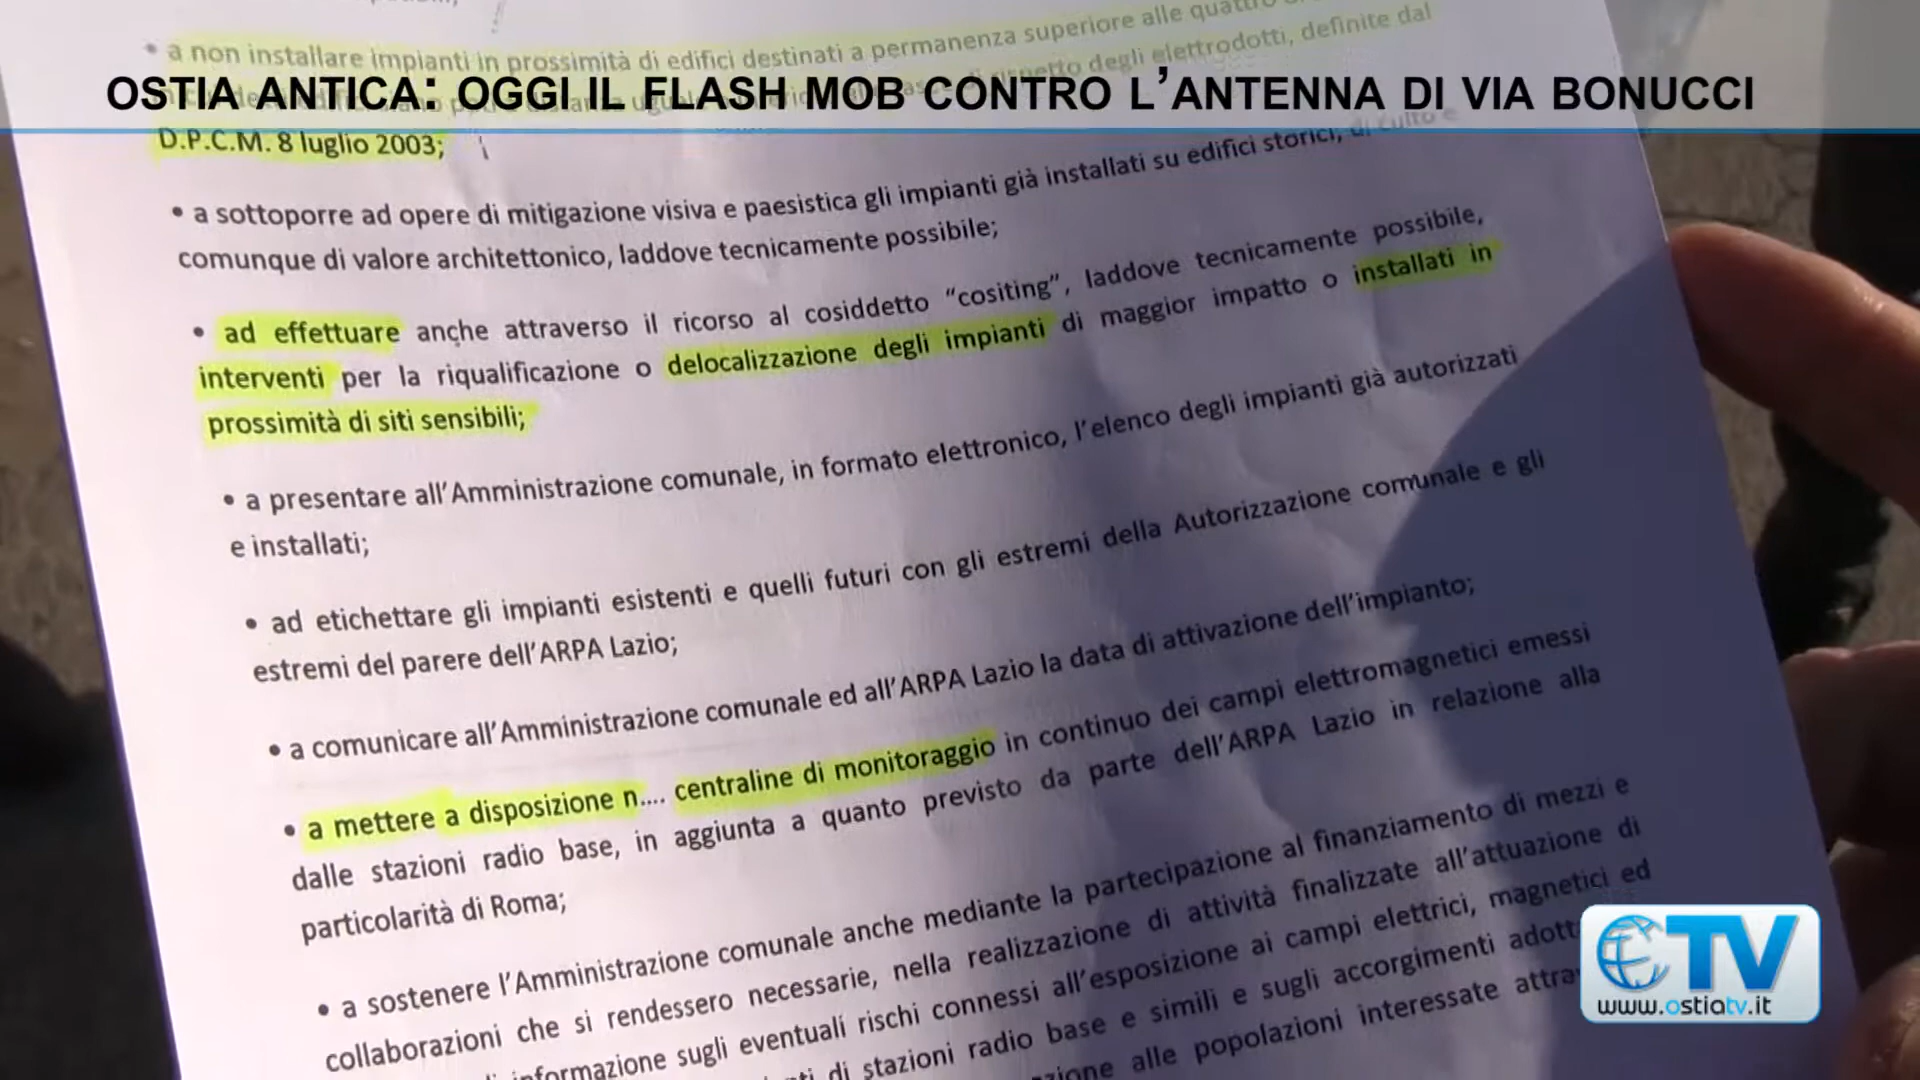 • a non installare impianti in prossimità di edifici destinati a permanenza superiore alle quattro
rispetto degli elettrodotti, definite dal
OSTIA ANTICA: OGGI IL FLASH MOB CONTRO L'ANTENNA DI VIA BONUCCI
D.P.C.M. 8 luglio 2003;
• a sottoporre ad opere di mitigazione visiva e paesistica gli impianti già installati su edifici storici, di culto e
comunque di valore architettonico, laddove tecnicamente possibile;
• ad effettuare anche attraverso il ricorso al cosiddetto “cositing”, laddove tecnicamente possibile,
interventi per la riqualificazione o delocalizzazione degli impianti di maggior impatto o installati in
prossimità di siti sensibili;
• a presentare all'Amministrazione comunale, in formato elettronico, l'elenco degli impianti già autorizzati
e installati;
• ad etichettare gli impianti esistenti e quelli futuri con gli estremi della Autorizzazione comunale e gli
estremi del parere dell'ARPA Lazio;
• a comunicare all'Amministrazione comunale ed all'ARPA Lazio la data di attivazione dell'impianto;
• a mettere a disposizione n.... centraline di monitoraggio in continuo dei campi elettromagnetici emessi
dalle stazioni radio base, in aggiunta a quanto previsto da parte dell'ARPA Lazio in relazione alla
particolarità di Roma;
• a sostenere l'Amministrazione comunale anche mediante la partecipazione al finanziamento di mezzi e
collaborazioni che si rendessero necessarie, nella realizzazione di attività finalizzate all'attuazione di
informazione sugli eventuali rischi connessi all'esposizione ai campi elettrici, magnetici ed
di stazioni radio base e simili e sugli accorgimenti
alle popolazioni interessate
TV
www.ostiatv.it